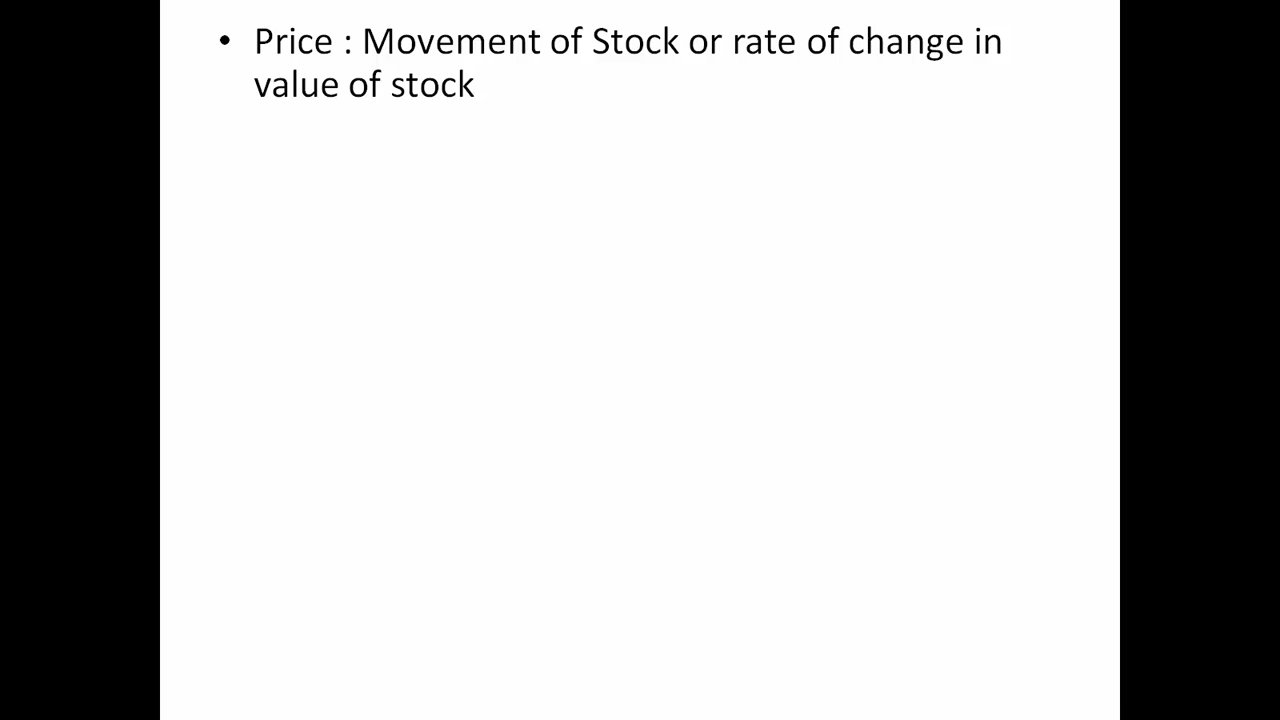 • Price : Movement of Stock or rate of change in
value of stock